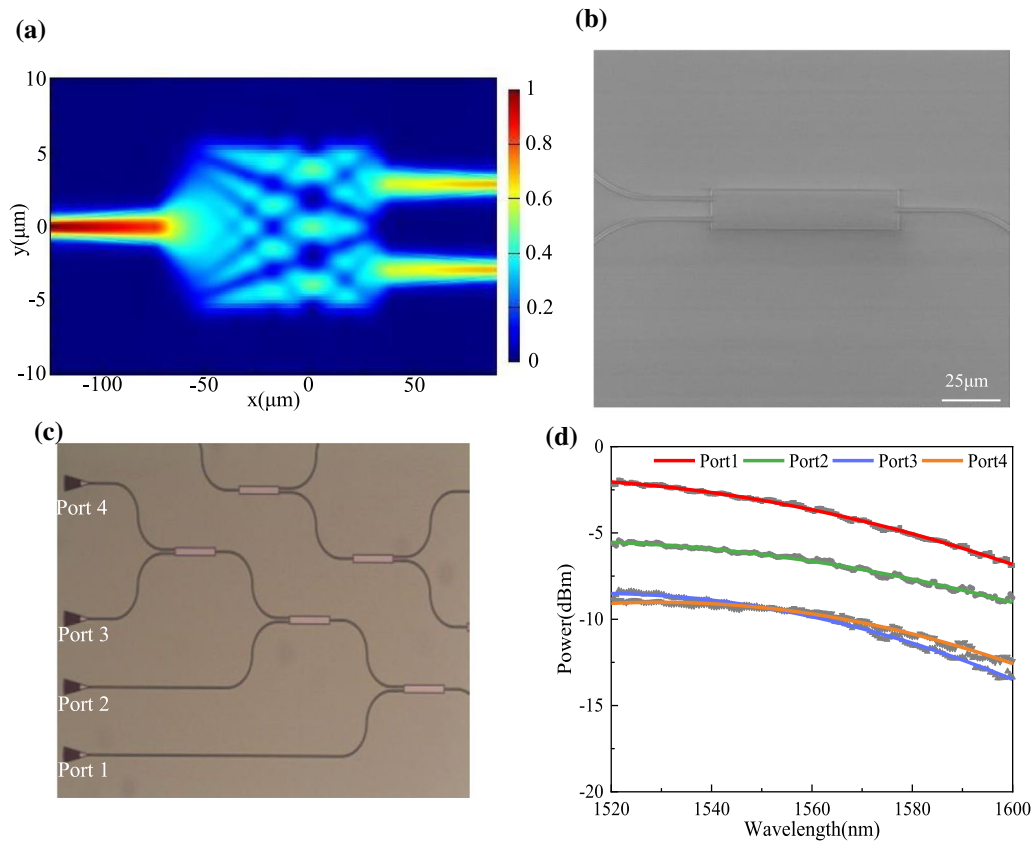 (a)
10
5
0
-5
-10
y(μm)
-100
-50
0
50
x(μm)
1
0.8
0.6
0.4
0.2
0
(b)
25μm
(c)
Port 4
Port 3
Port 2
Port 1
(d)
Port1 Port2 Port3 Port4
0
-5
-10
-15
-20
Power(dBm)
1520 1540 1560 1580 1600
Wavelength(nm)